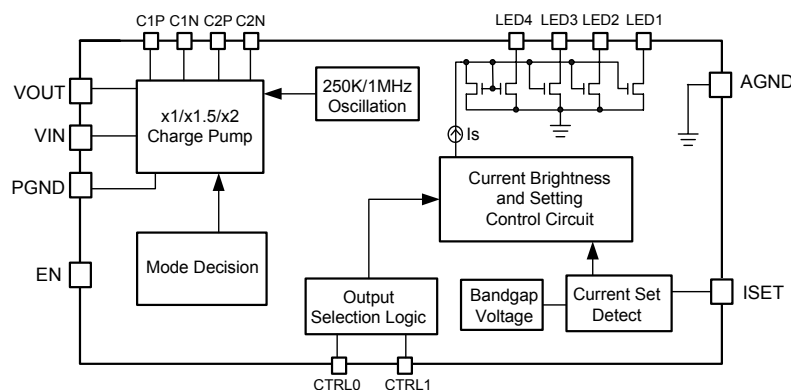 C1P C1N C2P C2N
LED4 LED3 LED2 LED1
VOUT
VIN
PGND
EN
x1/x1.5/x2
Charge Pump
250K/1MHz
Oscillation
AGND
Is
Current Brightness
and Setting
Control Circuit
Mode Decision
Output
Selection Logic
Bandgap
Voltage
Current Set
Detect
ISET
CTRL0 CTRL1